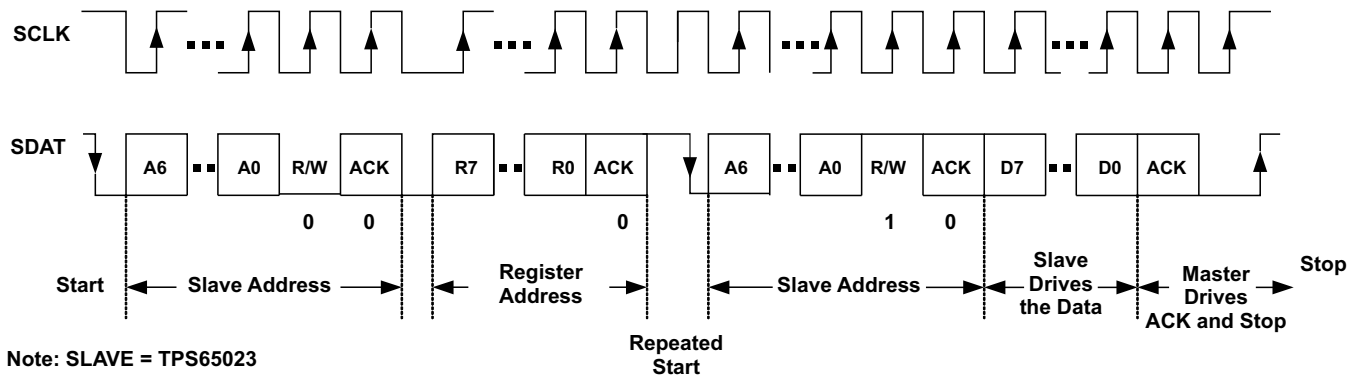 SCLK
SDAT
A6 A0 R/W ACK R7 R0 ACK A6 A0 R/W ACK D7 D0 ACK
0 0 0 1 0
Start
Slave Address
Register
Address
Repeated
Start
Slave Address
Slave
Drives
the Data
Master
Drives
ACK and Stop
Stop
Note: SLAVE = TPS65023